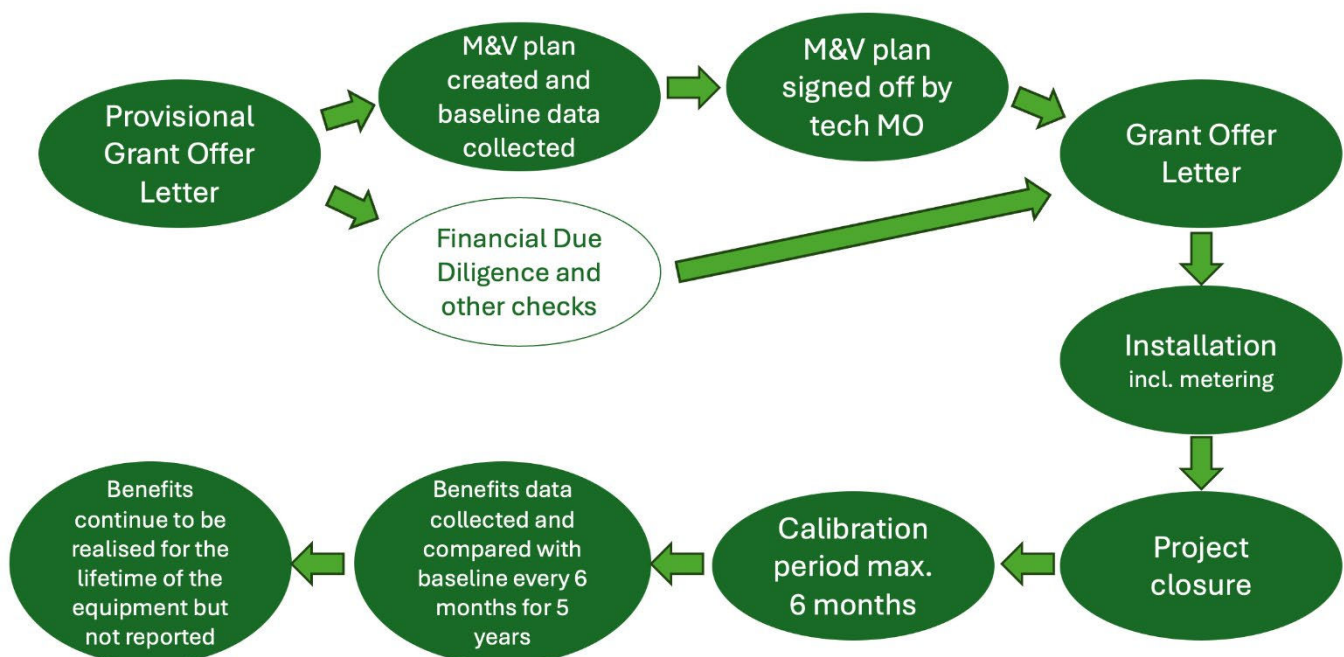 Provisional
Grant Offer
Letter
M&V plan
created and
baseline data
collected
M&V plan
signed off by
tech MO
Financial Due
Diligence and
other checks
Grant Offer
Letter
Installation
incl. metering
Project
closure
Calibration
period max.
6 months
Benefits data
collected and
compared with
baseline every 6
months for 5
years
Benefits
continue to be
realised for the
lifetime of the
equipment but
not reported